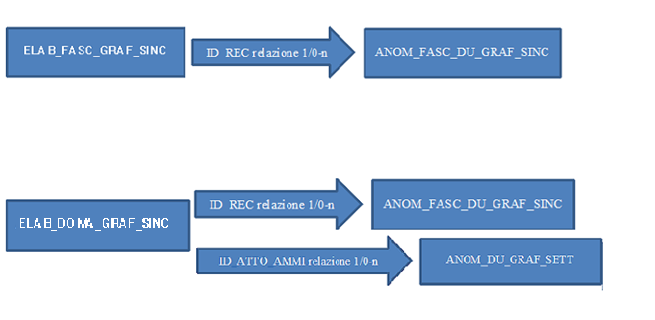 ELAB_FASC_GRAF_SINC
ID_REC relazione 1/0-n
ANOM_FASC_DU_GRAF_SINC
ELAB_DOMA_GRAF_SINC
ID_REC relazione 1/0-n
ANOM_FASC_DU_GRAF_SINC
ID_ATTO_AMMI relazione 1/0-n
ANOM_DU_GRAF_SETT